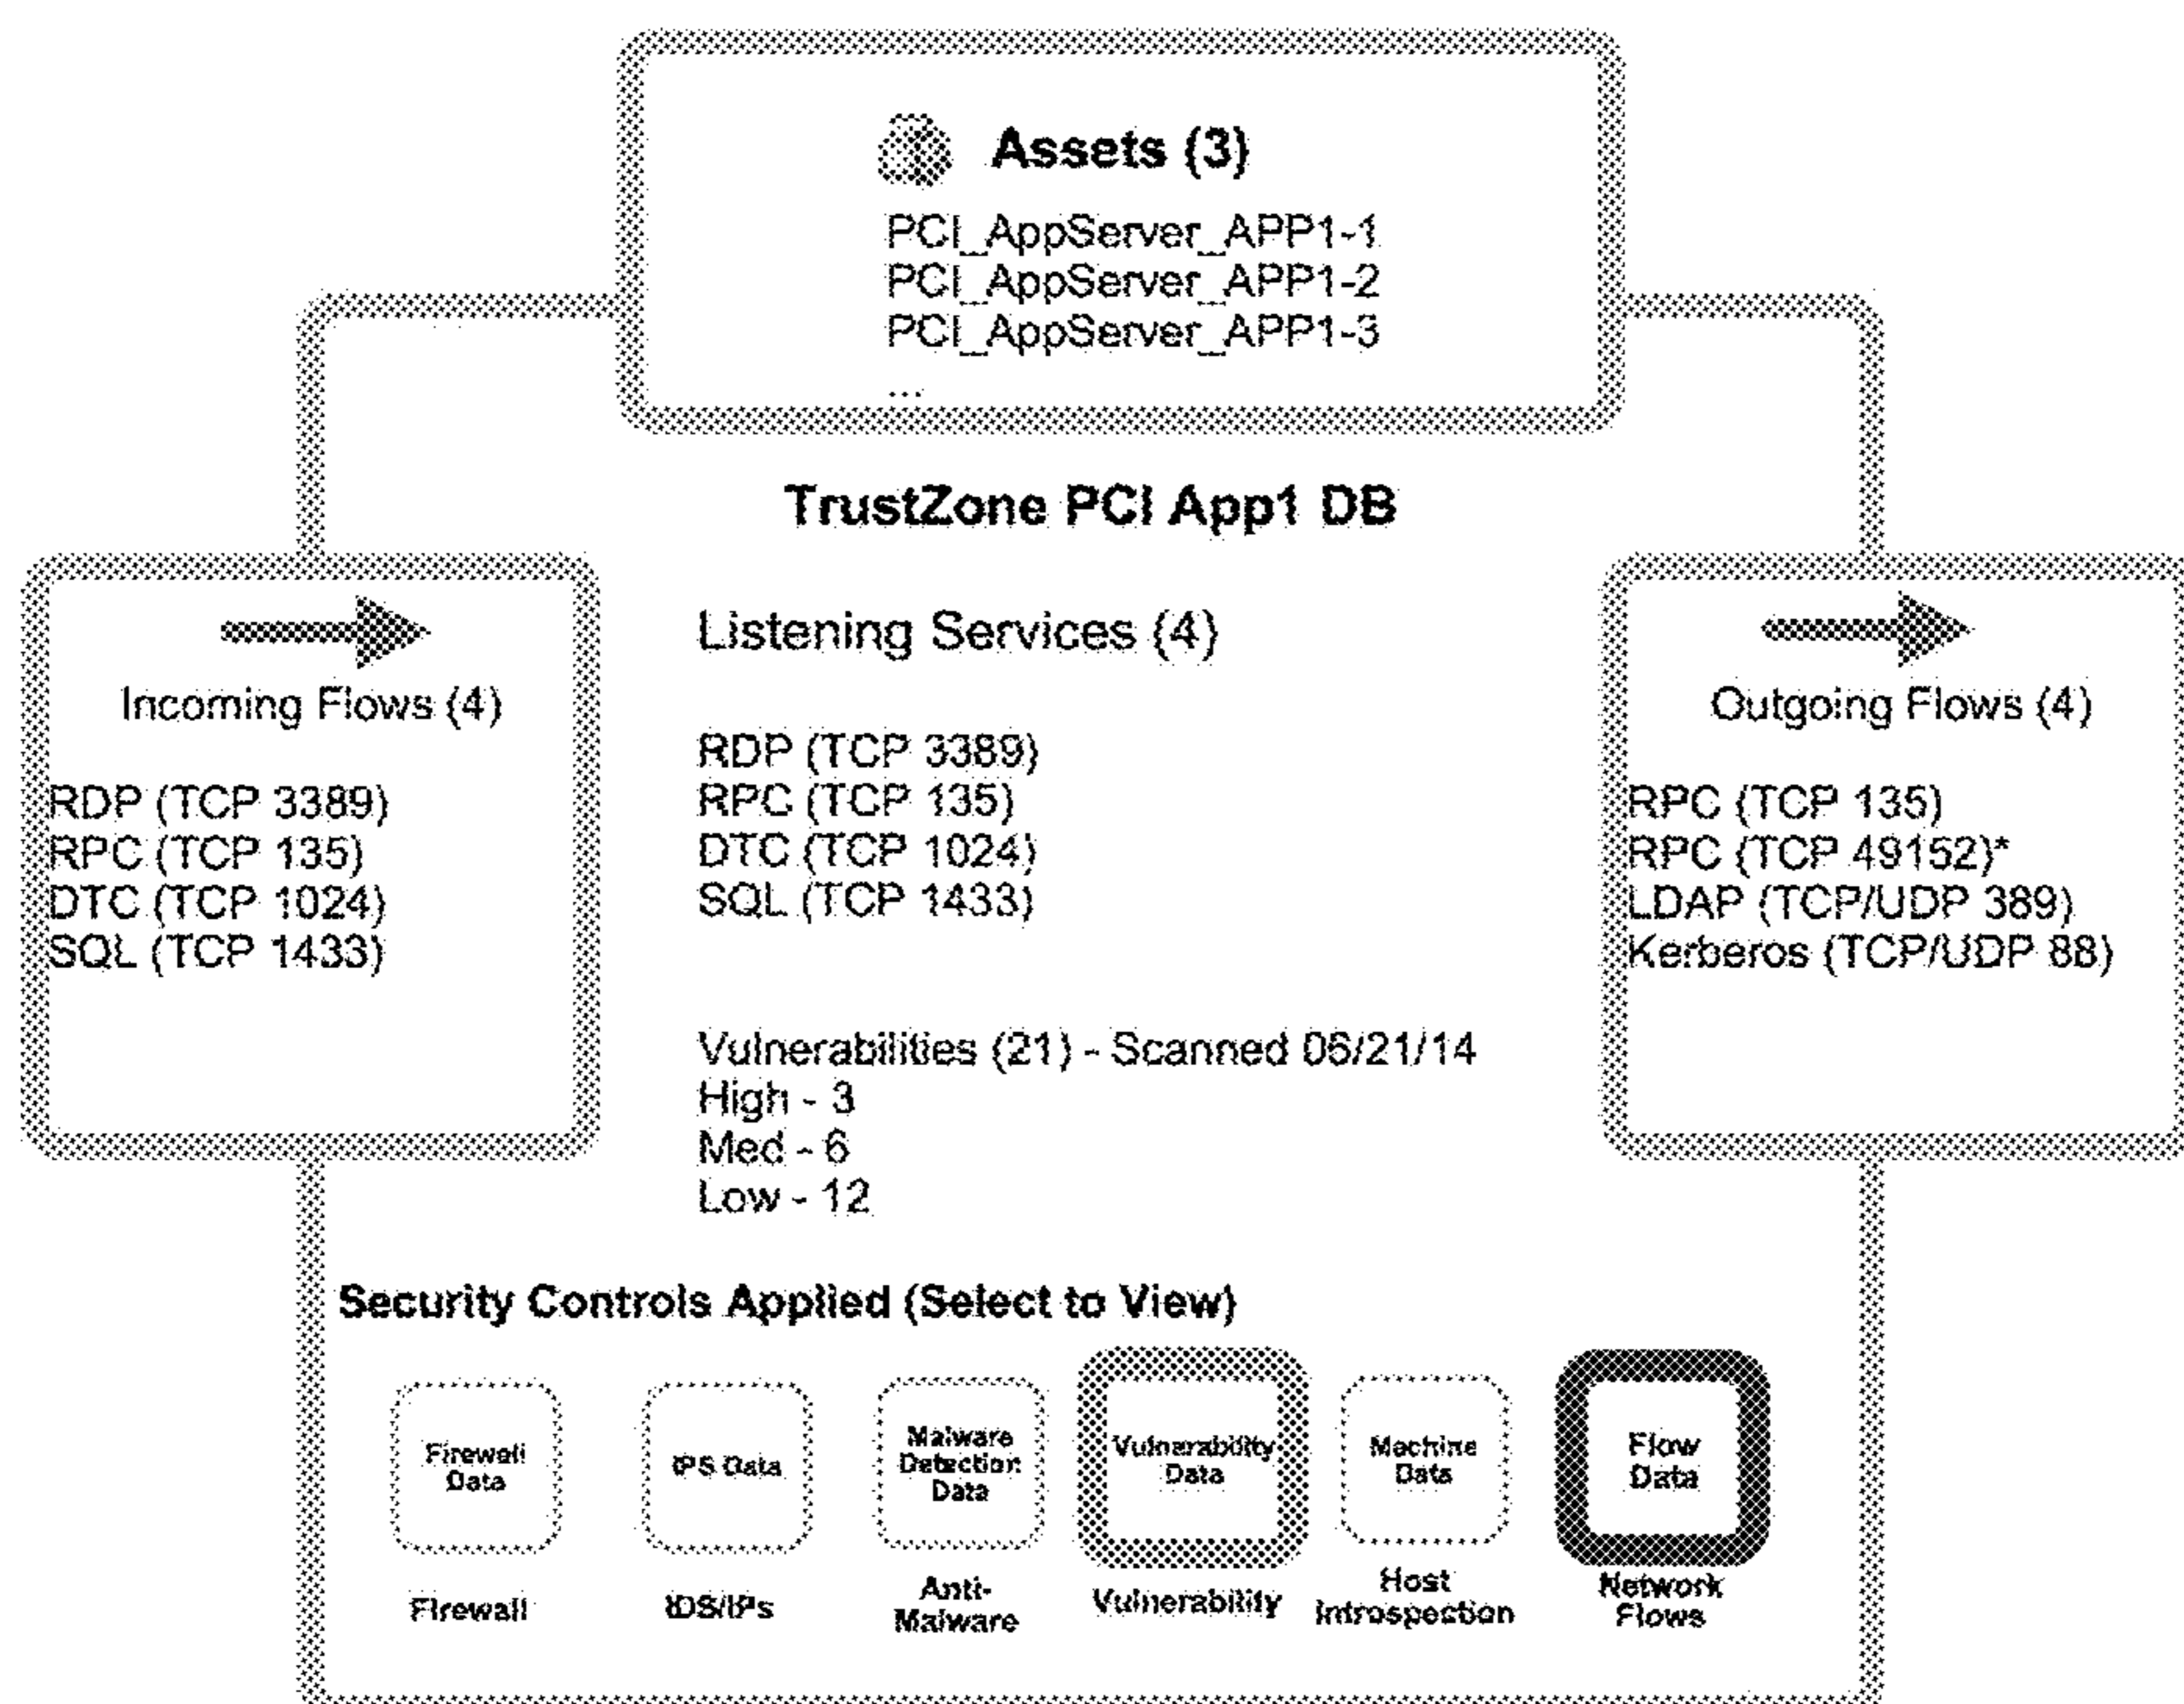 Assets (3)
PCI_AppServer_APP1-1
PCI_AppServer_APP1-2
PCI_AppServer_APP1-3
...
TrustZone PCI App1 DB
Incoming Flows (4)
RDP (TCP 3389)
RPC (TCP 135)
DTC (TCP 1024)
SQL (TCP 1433)
Listening Services (4)
RDP (TCP 3389)
RPC (TCP 135)
DTC (TCP 1024)
SQL (TCP 1433)
Vulnerabilities (21) - Scanned 06/21/14
High - 3
Med - 6
Low - 12
Outgoing Flows (4)
RPC (TCP 135)
RPC (TCP 49152)*
LDAP (TCP/UDP 389)
Kerberos (TCP/UDP 88)
Security Controls Applied (Select to View)
Firewall
Data
IPS Data
Malware
Detection
Data
Vulnerability
Data
Machine
Data
Flow
Data
Firewall
IDS/IPs
Anti-
Malware
Vulnerability
Host
Introspection
Network
Flows